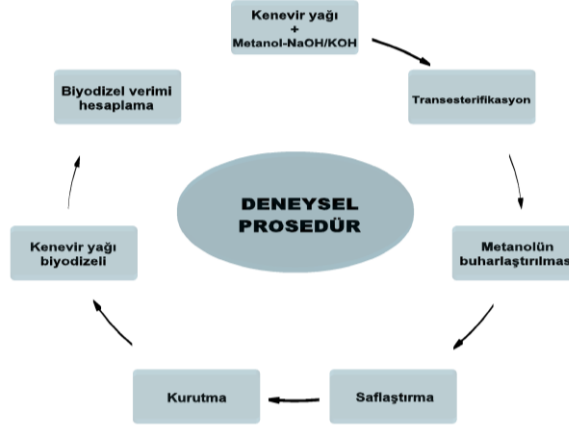 Kenevir yağı
+
Metanol-NaOH/KOH
Transesterifikasyon
Metanolün
buharlaştırılması
Saflaştırma
Kurutma
Kenevir yağı
biyodizeli
Biyodizel verimi
hesaplama
DENEYSEL
PROSEDÜR